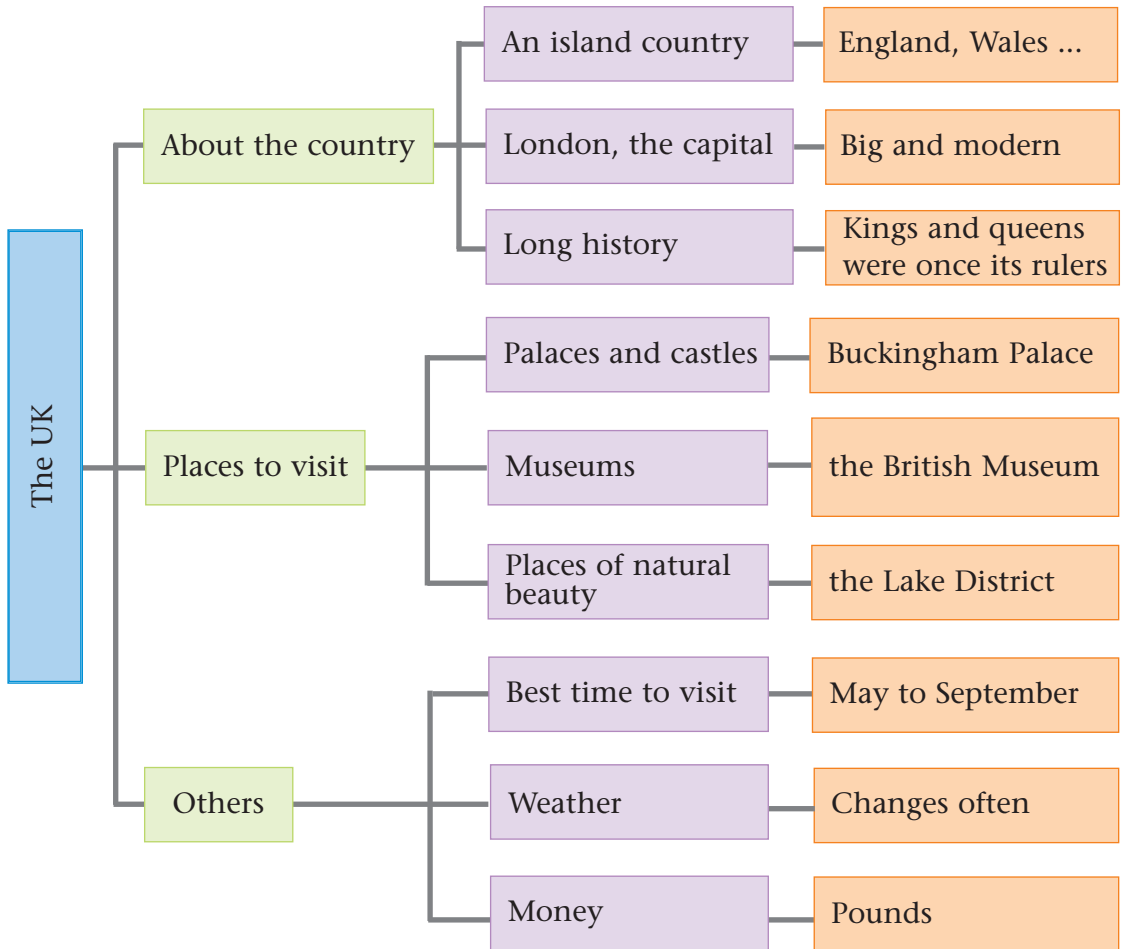 The UK
About the country
An island country
England, Wales ...
London, the capital
Big and modern
Long history
Kings and queens
were once its rulers
Places to visit
Palaces and castles
Buckingham Palace
Museums
the British Museum
Places of natural
beauty
the Lake District
Others
Best time to visit
May to September
Weather
Changes often
Money
Pounds